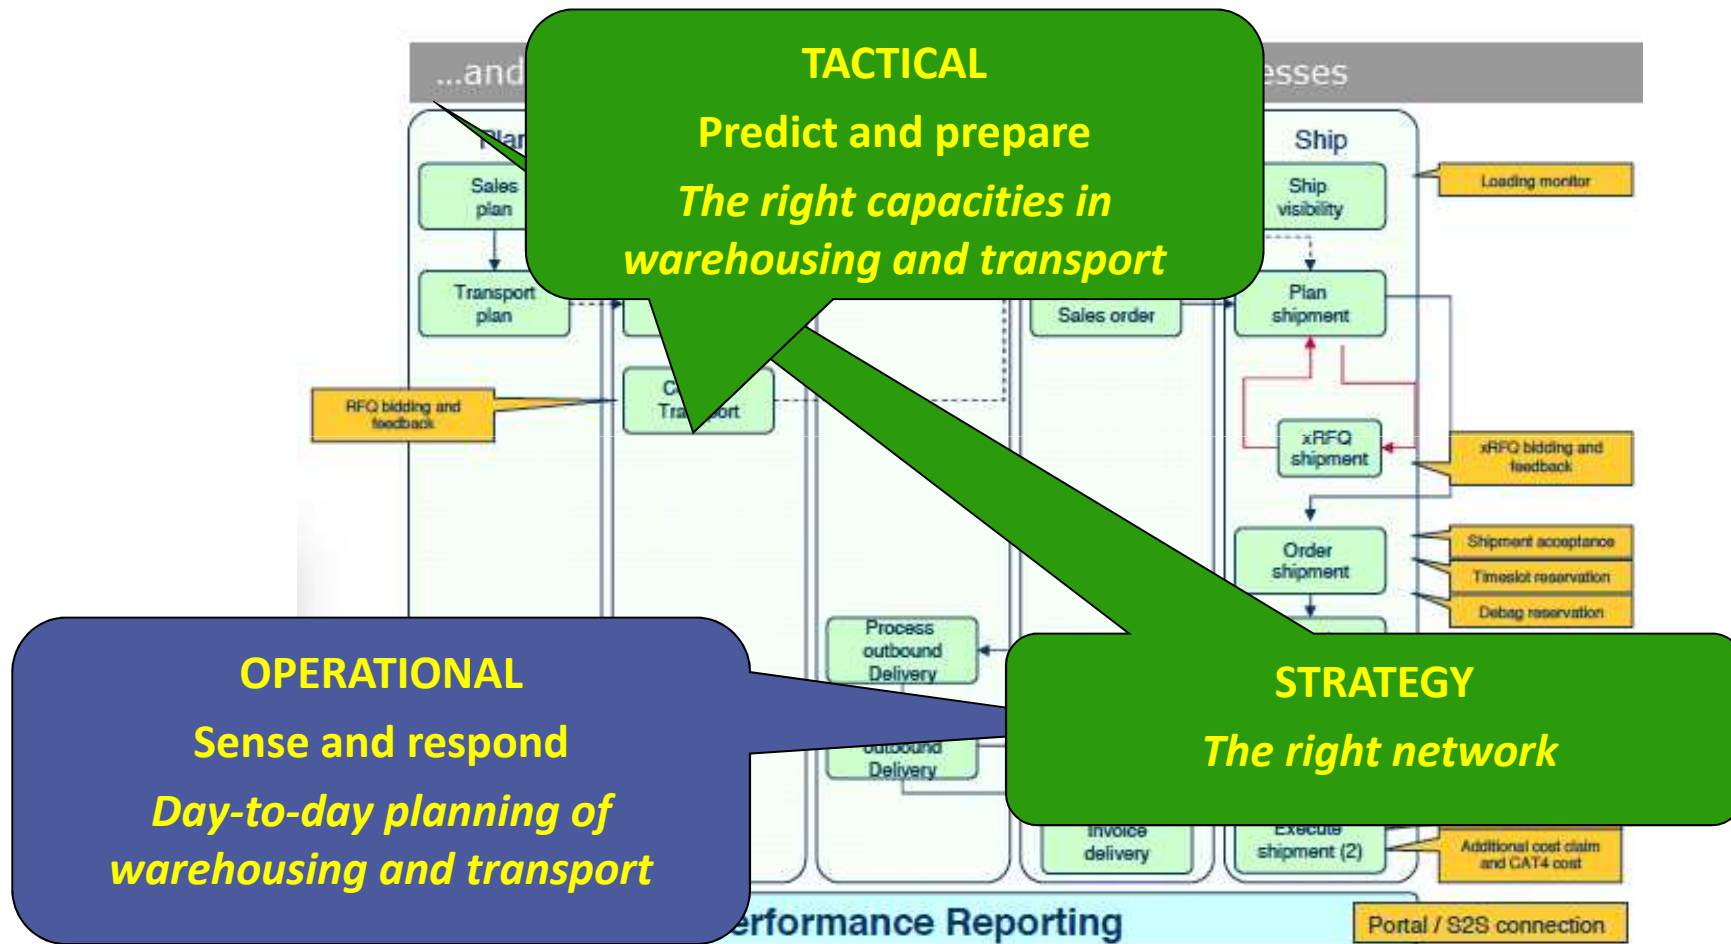 ...and
esses
TACTICAL
Predict and prepare
The right capacities in
warehousing and transport
Ship
Sales
plan
Ship
visibility
Loading monitor
Transport
plan
Sales order
Plan
shipment
RFQ bidding and
feedback
Transport
xRFQ
shipment
xRFQ bidding and
feedback
Order
shipment
Shipment acceptance
Timeslot reservation
Debag reservation
Process
outbound
Delivery
OPERATIONAL
Sense and respond
Day-to-day planning of
warehousing and transport
STRATEGY
The right network
outbound
Delivery
Invoice
delivery
Execute
shipment (2)
Additional cost claim
and CAT4 cost
erformance Reporting
Portal / S2S connection